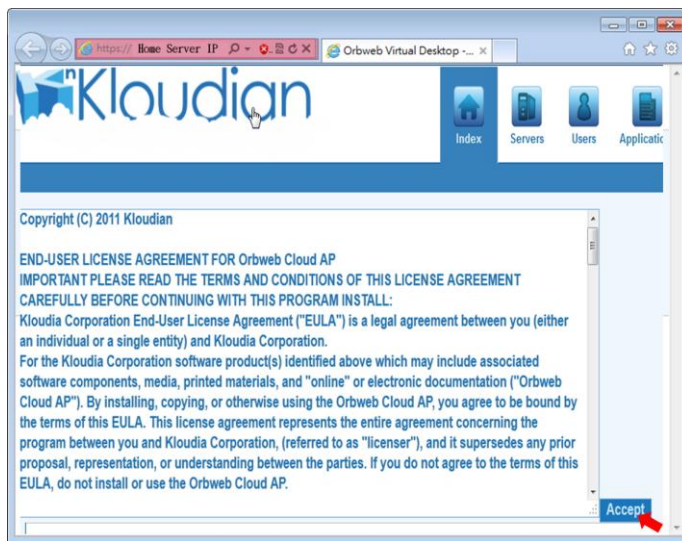 https:// Home Server IP
Orbweb Virtual Desktop -...
nKloudian
Index
Servers
Users
Applicatic
Copyright (C) 2011 Kloudian
END-USER LICENSE AGREEMENT FOR Orbweb Cloud AP
IMPORTANT PLEASE READ THE TERMS AND CONDITIONS OF THIS LICENSE AGREEMENT
CAREFULLY BEFORE CONTINUING WITH THIS PROGRAM INSTALL:
Kloudia Corporation End-User License Agreement ("EULA") is a legal agreement between you (either
an individual or a single entity) and Kloudia Corporation.
For the Kloudia Corporation software product(s) identified above which may include associated
software components, media, printed materials, and "online" or electronic documentation ("Orbweb
Cloud AP"). By installing, copying, or otherwise using the Orbweb Cloud AP, you agree to be bound by
the terms of this EULA. This license agreement represents the entire agreement concerning the
program between you and Kloudia Corporation, (referred to as "licenser"), and it supersedes any prior
proposal, representation, or understanding between the parties. If you do not agree to the terms of this
EULA, do not install or use the Orbweb Cloud AP.
Accept